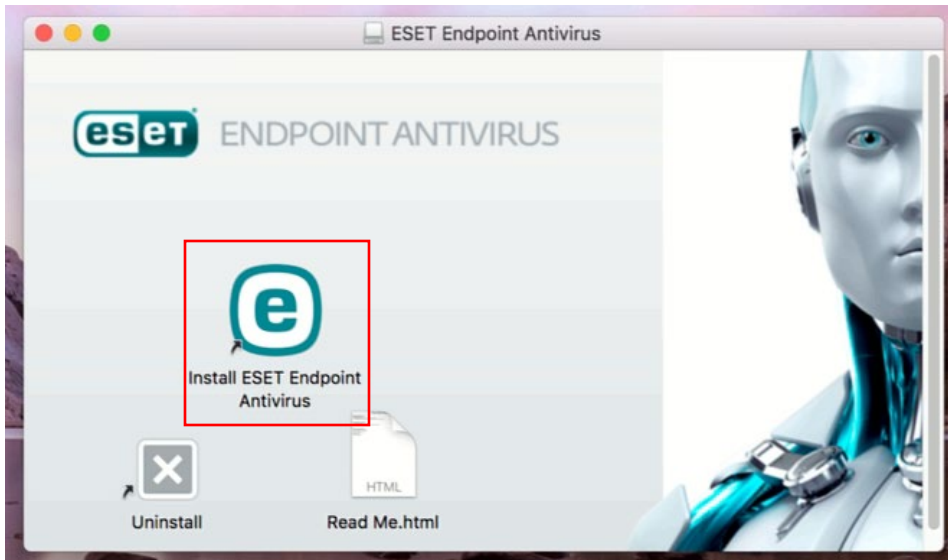 ESET Endpoint Antivirus
eset ENDPOINT ANTIVIRUS
e
Install ESET Endpoint
Antivirus
HTML
Uninstall
Read Me.html